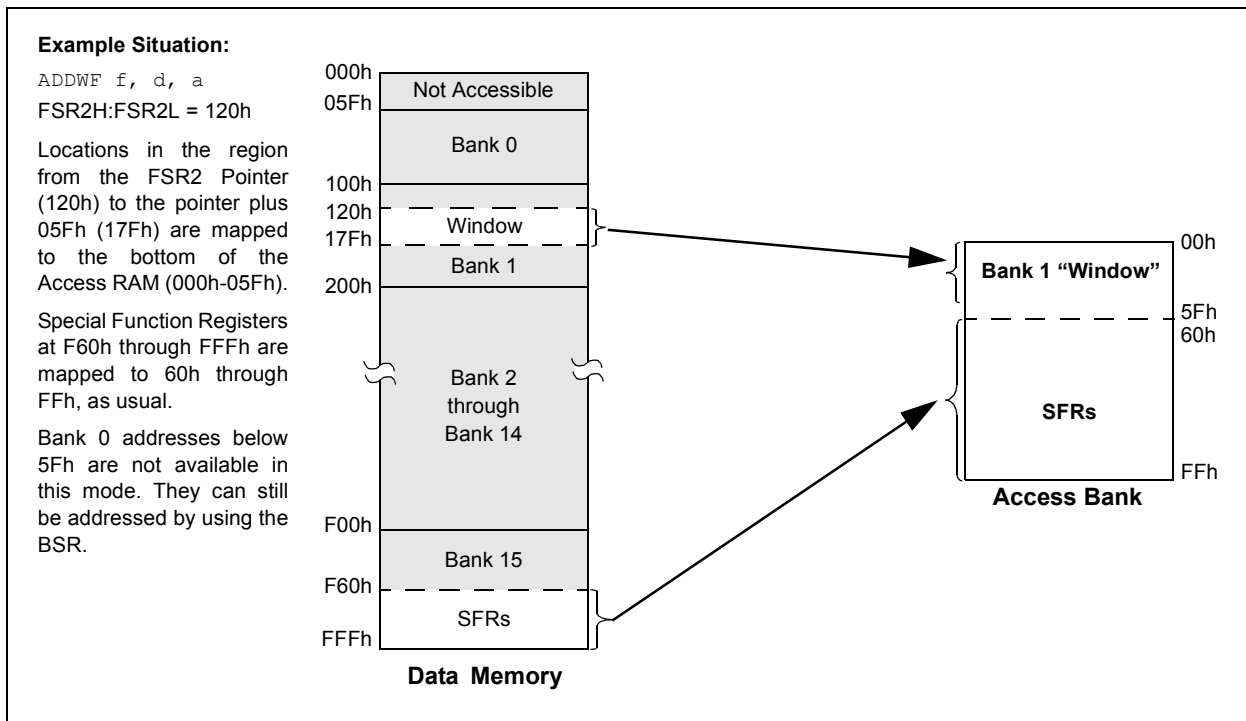 Example Situation:
ADDWF f, d, a
FSR2H:FSR2L = 120h
Locations in the region
from the FSR2 Pointer
(120h) to the pointer plus
05Fh (17Fh) are mapped
to the bottom of the
Access RAM (000h-05Fh).
Special Function Registers
at F60h through FFFh are
mapped to 60h through
FFh, as usual.
Bank 0 addresses below
5Fh are not available in
this mode. They can still
be addressed by using the
BSR.
000h
Not Accessible
05Fh
Bank 0
100h
120h
Window
17Fh
Bank 1
200h
Bank 2
through
Bank 14
F00h
Bank 15
F60h
SFRs
FFFh
Data Memory
00h
Bank 1 “Window”
5Fh
60h
SFRs
FFh
Access Bank